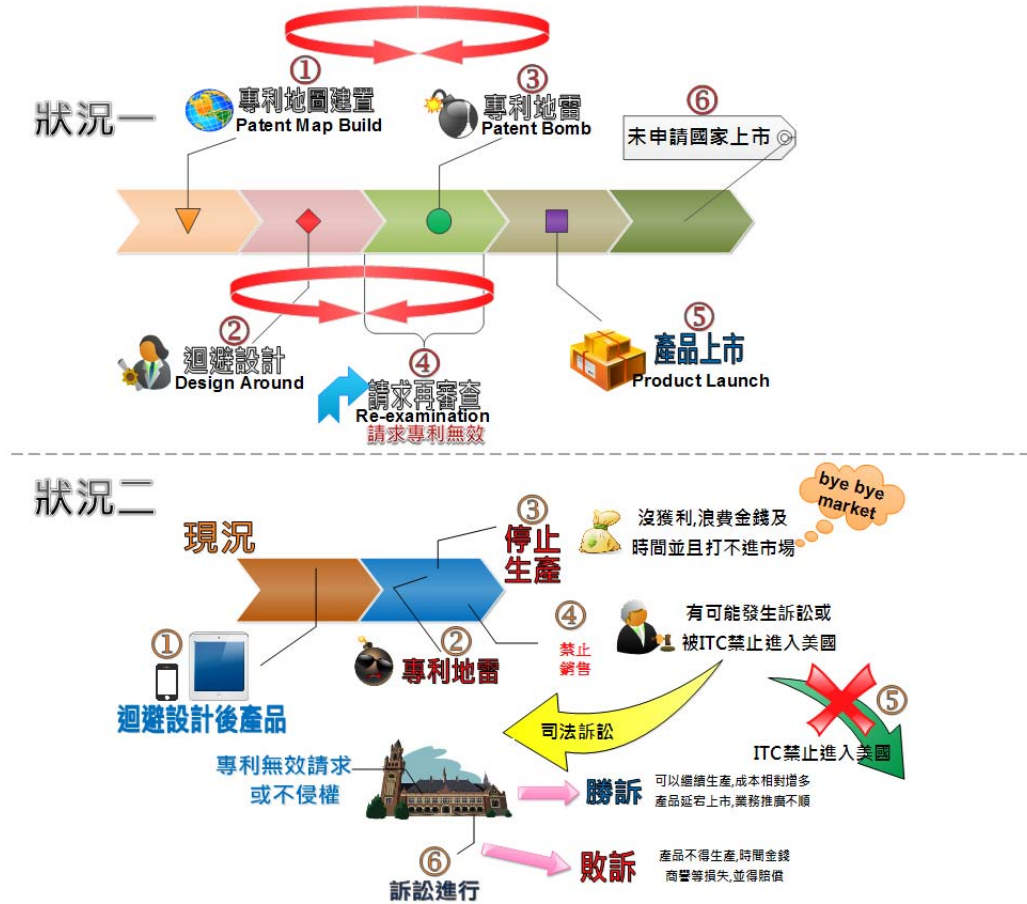 狀況一
①
專利地圖建置
Patent Map Build
③
專利地雷
Patent Bomb
⑥
未申請國家上市
②
迴避設計
Design Around
④
請求再審查
Re-examination
請求專利無效
⑤
產品上市
Product Launch
狀況二
現況
③
停止
生產
沒獲利,浪費金錢及
時間並且打不進市場
bye bye
market
①
迴避設計後產品
②
專利地雷
④
禁止
銷售
有可能發生訴訟或
被ITC禁止進入美國
司法訴訟
⑤
ITC禁止進入美國
專利無效請求
或不侵權
勝訴
可以繼續生產,成本相對增多
產品延宕上市,業務推廣不順
⑥
訴訟進行
敗訴
產品不得生產,時間金錢
商譽等損失,並得賠償